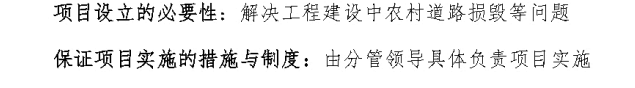 项目设立的必要性：解决工程建设中农村道路损毁等问题
保证项目实施的措施与制度：由分管领导具体负责项目实施